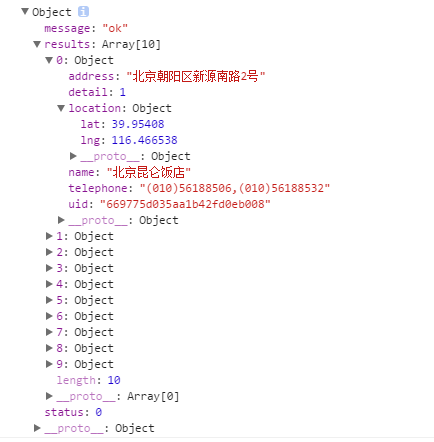 Object i
message: "ok"
results: Array[10]
0: Object
address: "北京朝阳区新源南路2号"
detail: 1
location: Object
lat: 39.95408
lng: 116.466538
__proto__: Object
name: "北京昆仑饭店"
telephone: "(010)56188506,(010)56188532"
uid: "669775d035aa1b42fd0eb008"
__proto__: Object
1: Object
2: Object
3: Object
4: Object
5: Object
6: Object
7: Object
8: Object
9: Object
length: 10
__proto__: Array[0]
status: 0
__proto__: Object